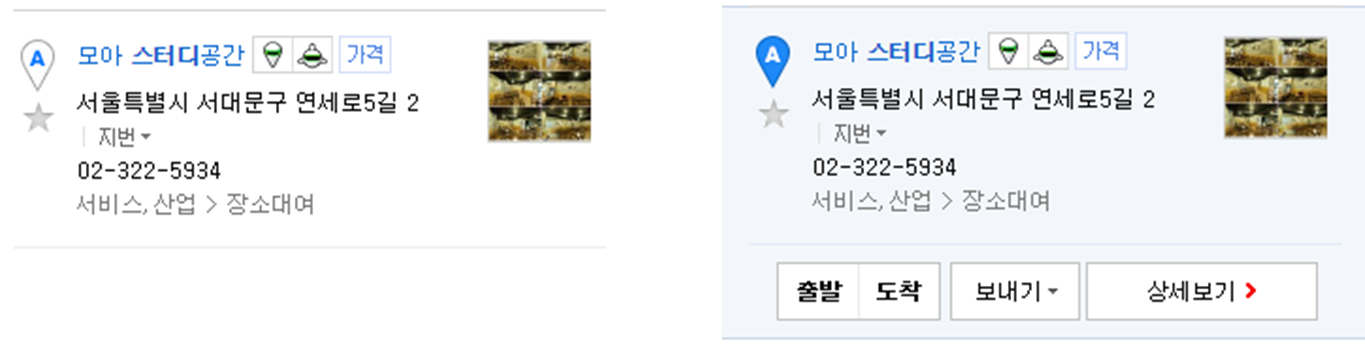 A 모아 스터디공간 가격
서울특별시 서대문구 연세로5길 2
지번
02-322-5934
서비스, 산업 > 장소대여
A 모아 스터디공간 가격
서울특별시 서대문구 연세로5길 2
지번
02-322-5934
서비스, 산업 > 장소대여
출발 도착 보내기 상세보기 >